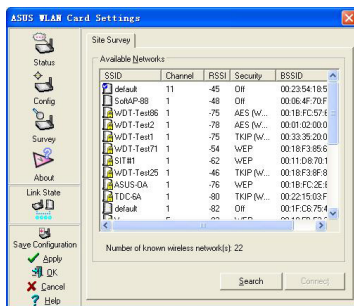 ASUS WLAN Card Settings
Status
Config
Survey
About
Link State
Save Configuration
Apply
OK
Cancel
Help
Site Survey
Available Networks
SSID Channel RSSI Security BSSID
default 11 -45 Off 00:23:54:18:5
SoftAP-88 1 -48 Off 00:06:4F:70:F
WDT-Test86 1 -75 AES (W... 00:1B:FC:57:E
WDT-Test2 1 -78 AES (W... 00:01:02:00:0
WDT-Test1 1 -75 TKIP (W... 00:33:35:20:0
WDT-Test71 1 -54 WEP 00:18:F3:85:6
SIT#1 1 -62 WEP 00:11:D8:70:1
WDT-Test25 1 -46 TKIP (W... 00:18:F3:8F:8
ASUS-OA 1 -76 WEP 00:1B:FC:2E:E
TDC-6A 1 -80 TKIP (W... 00:22:15:03:F
default 1 -82 Off 00:1F:C6:75:4
Number of known wireless network(s): 22
Search
Connect